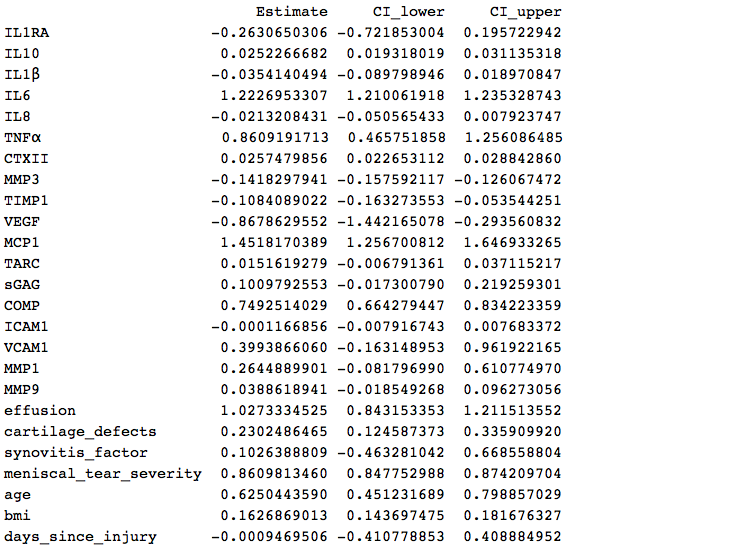 Estimate CI_lower CI_upper
IL1RA -0.2630650306 -0.721853004 0.195722942
IL10 0.0252266682 0.019318019 0.031135318
IL1β -0.0354140494 -0.089798946 0.018970847
IL6 1.2226953307 1.210061918 1.235328743
IL8 -0.0213208431 -0.050565433 0.007923747
TNFα 0.8609191713 0.465751858 1.256086485
CTXII 0.0257479856 0.022653112 0.028842860
MMP3 -0.1418297941 -0.157592117 -0.126067472
TIMP1 -0.1084089022 -0.163273553 -0.053544251
VEGF -0.8678629552 -1.442165078 -0.293560832
MCP1 1.4518170389 1.256700812 1.646933265
TARC 0.0151619279 -0.006791361 0.037115217
sGAG 0.1009792553 -0.017300790 0.219259301
COMP 0.7492514029 0.664279447 0.834223359
ICAM1 -0.0001166856 -0.007916743 0.007683372
VCAM1 0.3993866060 -0.163148953 0.961922165
MMP1 0.2644889901 -0.081796990 0.610774970
MMP9 0.0388618941 -0.018549268 0.096273056
effusion 1.0273334525 0.843153353 1.211513552
cartilage_defects 0.2302486465 0.124587373 0.335909920
synovitis_factor 0.1026388809 -0.463281042 0.668558804
meniscal_tear_severity 0.8609813460 0.847752988 0.874209704
age 0.6250443590 0.451231689 0.798857029
bmi 0.1626869013 0.143697475 0.181676327
days_since_injury -0.0009469506 -0.410778853 0.408884952